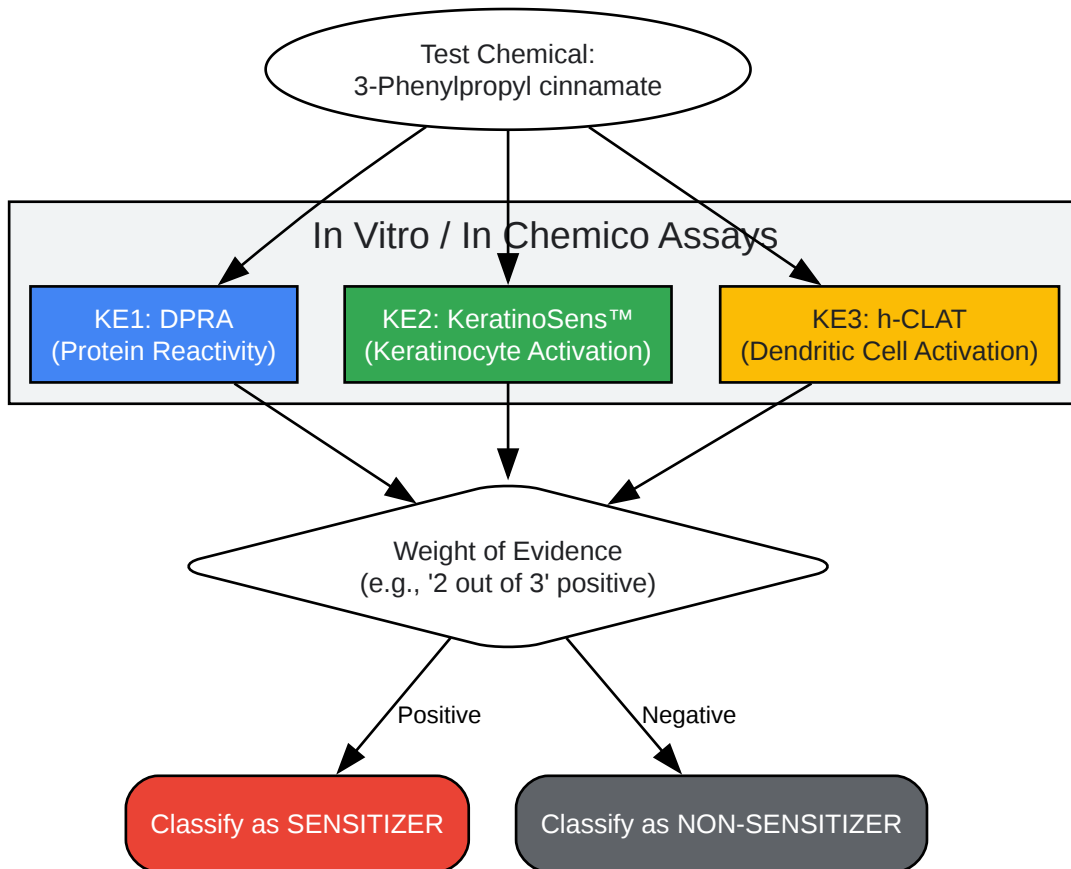 Test Chemical:
3-Phenylpropyl cinnamate
In Vitro / In Chemico Assays
KE1: DPRA
(Protein Reactivity)
KE2: KeratinoSens™
(Keratinocyte Activation)
KE3: h-CLAT
(Dendritic Cell Activation)
Weight of Evidence
(e.g., '2 out of 3' positive)
Positive
Negative
Classify as SENSITIZER
Classify as NON-SENSITIZER